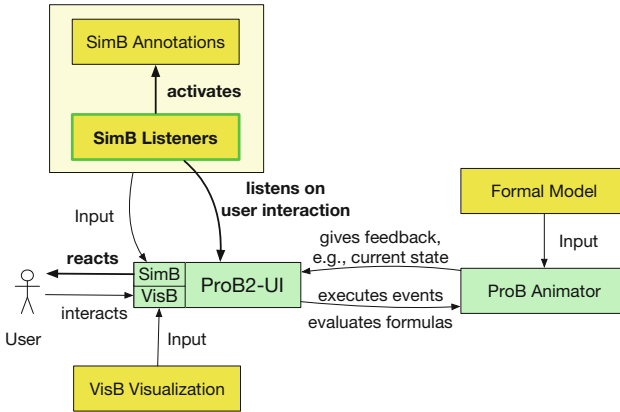 SimB Annotations
activates
SimB Listeners
listens on
user interaction
Formal Model
Input
gives feedback,
e.g., current state
Input
reacts
SimB
VisB
ProB2-UI
ProB Animator
executes events
interacts
evaluates formulas
User
Input
VisB Visualization